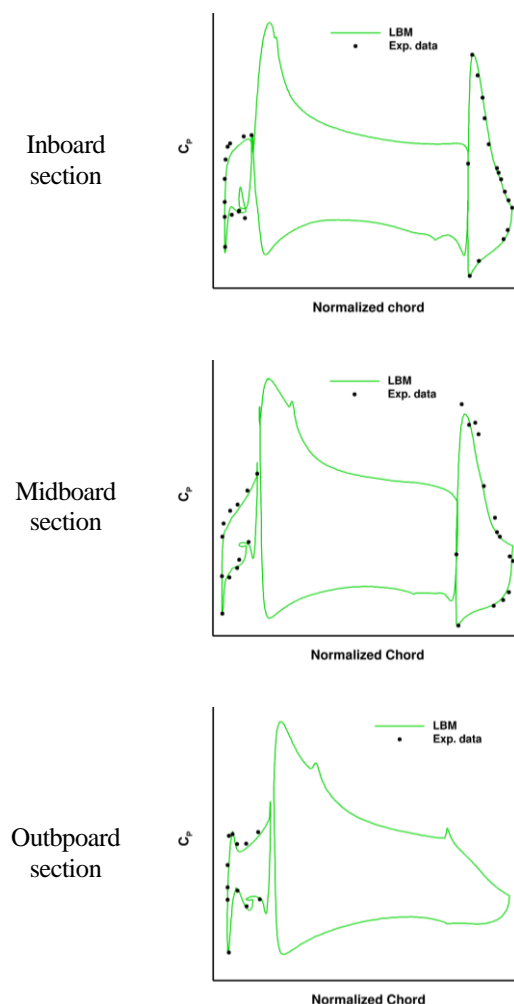 LBM
Exp. data
Inboard
section
CP
Normalized chord
LBM
Exp. data
Midboard
section
CP
Normalized Chord
LBM
Exp. data
Outbpoard
section
CP
Normalized Chord